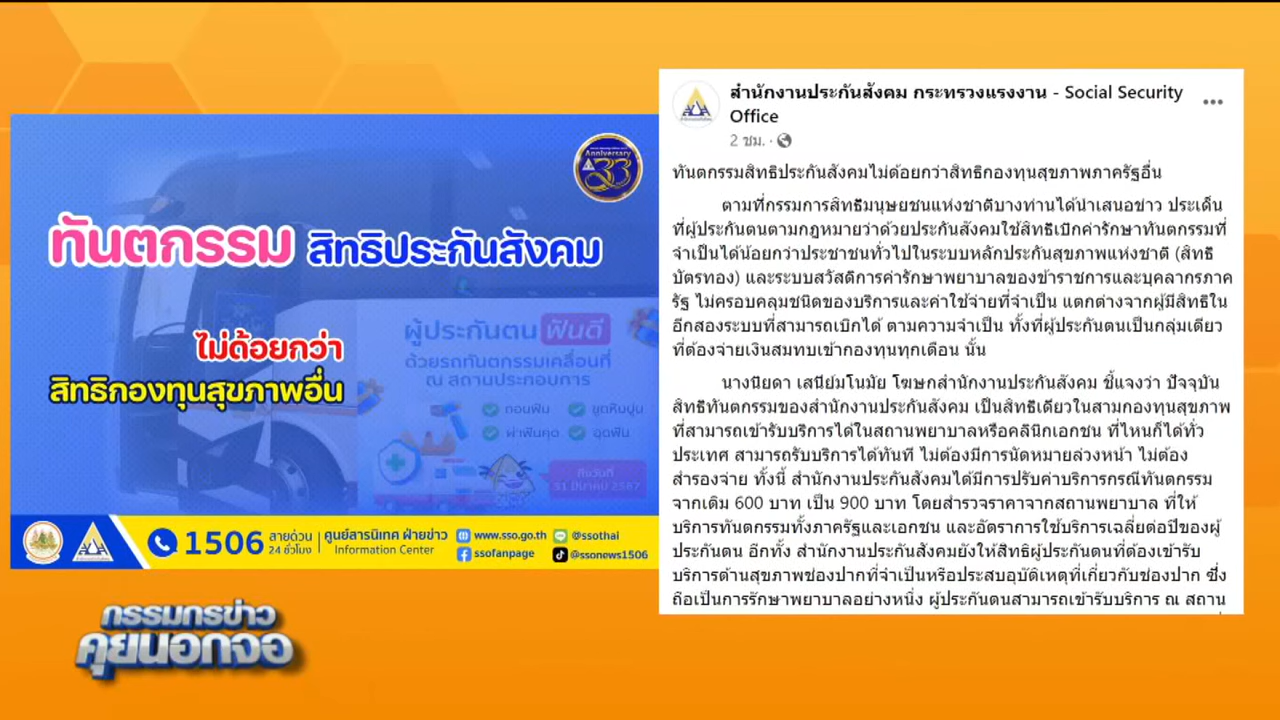 Anniversary
33
ทันตกรรม สิทธิประกันสังคม
ไม่ด้อยกว่า
สิทธิกองทุนสุขภาพอื่น
ผู้ประกันตน ฟันดี
ด้วยรถทันตกรรมเคลื่อนที่
ณ สถานประกอบการ
ถอนฟัน ขูดหินปูน
ผ่าฟันคุด อุดฟัน
ถึงวันที่
31 มีนาคม 2567
1506 สายด่วน 24 ชั่วโมง
ศูนย์สารนิเทศ ฝ่ายข่าว
Information Center
www.sso.go.th @ssothai
ssofanpage @ssonews1506
กรรมกรข่าว
คุยนอกจอ
สำนักงานประกันสังคม กระทรวงแรงงาน - Social Security
Office
2 ชม.
ทันตกรรมสิทธิประกันสังคมไม่ด้อยกว่าสิทธิกองทุนสุขภาพภาครัฐอื่น
ตามที่กรรมการสิทธิมนุษยชนแห่งชาติบางท่านได้นำเสนอข่าว ประเด็น
ที่ผู้ประกันตนตามกฎหมายว่าด้วยประกันสังคมใช้สิทธิเบิกค่ารักษาทันตกรรมที่
จำเป็นได้น้อยกว่าประชาชนทั่วไปในระบบหลักประกันสุขภาพแห่งชาติ (สิทธิ
บัตรทอง) และระบบสวัสดิการค่ารักษาพยาบาลของข้าราชการและบุคลากรภาค
รัฐ ไม่ครอบคลุมชนิดของบริการและค่าใช้จ่ายที่จำเป็น แตกต่างจากผู้มีสิทธิใน
อีกสองระบบที่สามารถเบิกได้ ตามความจำเป็น ทั้งที่ผู้ประกันตนเป็นกลุ่มเดียว
ที่ต้องจ่ายเงินสมทบเข้ากองทุนทุกเดือน นั้น
นางนิยดา เสนีย์มโนมัย โฆษกสำนักงานประกันสังคม ชี้แจงว่า ปัจจุบัน
สิทธิทันตกรรมของสำนักงานประกันสังคม เป็นสิทธิเดียวในสามกองทุนสุขภาพ
ที่สามารถเข้ารับบริการได้ในสถานพยาบาลหรือคลินิกเอกชน ที่ไหนก็ได้ทั่ว
ประเทศ สามารถรับบริการได้ทันที ไม่ต้องมีการนัดหมายล่วงหน้า ไม่ต้อง
สำรองจ่าย ทั้งนี้ สำนักงานประกันสังคมได้มีการปรับค่าบริการกรณีทันตกรรม
จากเดิม 600 บาท เป็น 900 บาท โดยสำรวจราคาจากสถานพยาบาล ที่ให้
บริการทันตกรรมทั้งภาครัฐและเอกชน และอัตราการใช้บริการเฉลี่ยต่อปีของผู้
ประกันตน อีกทั้ง สำนักงานประกันสังคมยังให้สิทธิผู้ประกันตนที่ต้องเข้ารับ
บริการด้านสุขภาพช่องปากที่จำเป็นหรือประสบอุบัติเหตุที่เกี่ยวกับช่องปาก ซึ่ง
ถือเป็นการรักษาพยาบาลอย่างหนึ่ง ผู้ประกันตนสามารถเข้ารับบริการ ณ สถาน